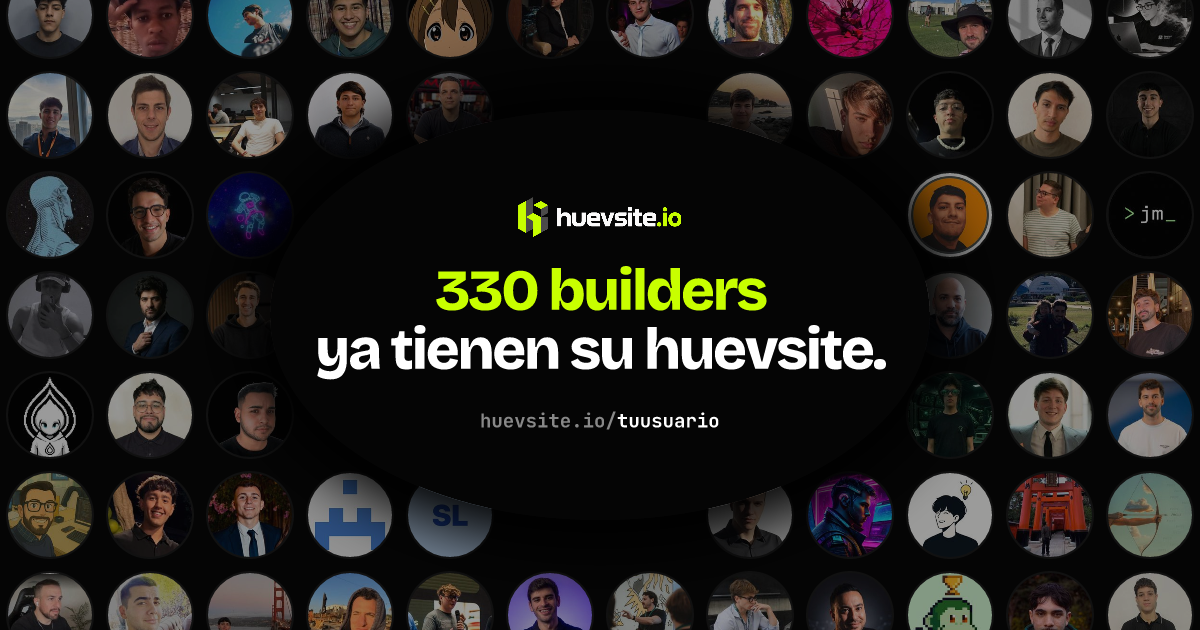 huevsite.io
330 builders
ya tienen su huevsite.
huevsite.io/tuusuario
>jm_
SL